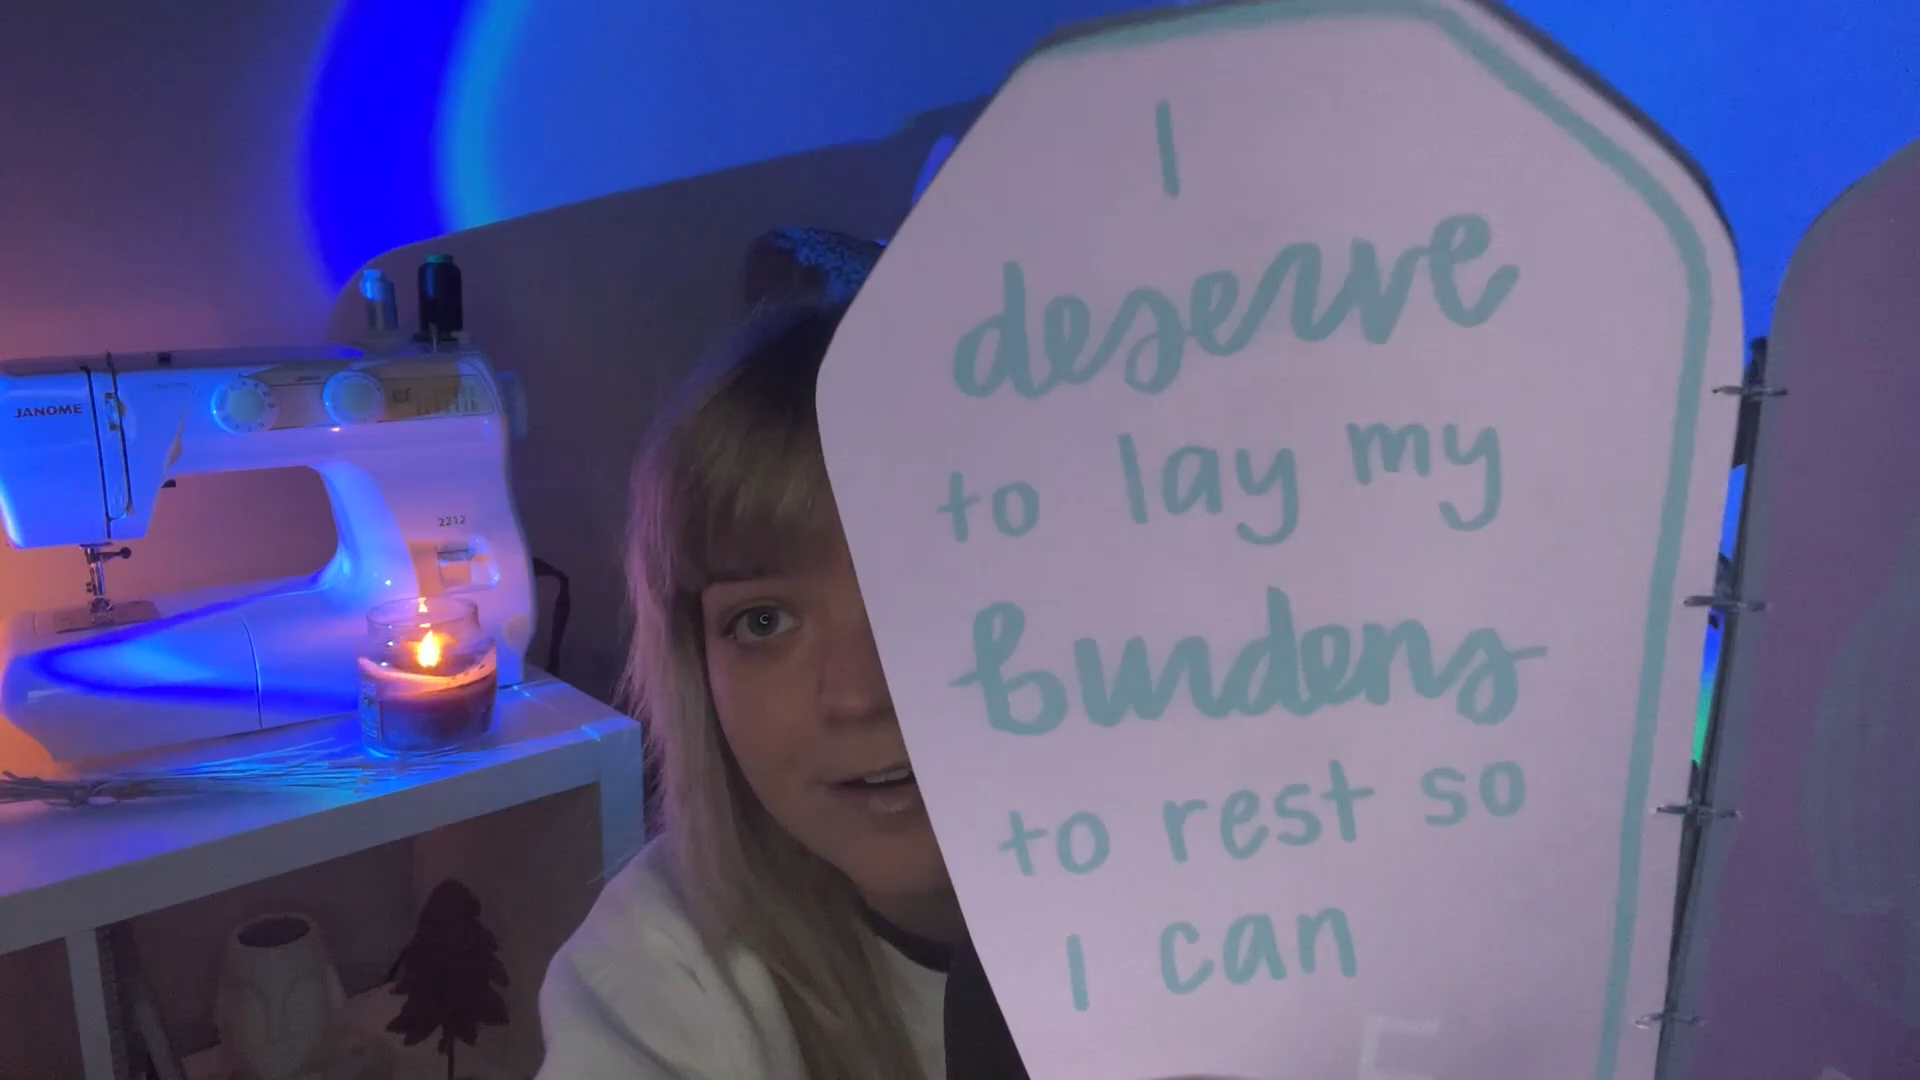 I
deserve
to lay my
burdens
to rest so
I can
JANOME
2212